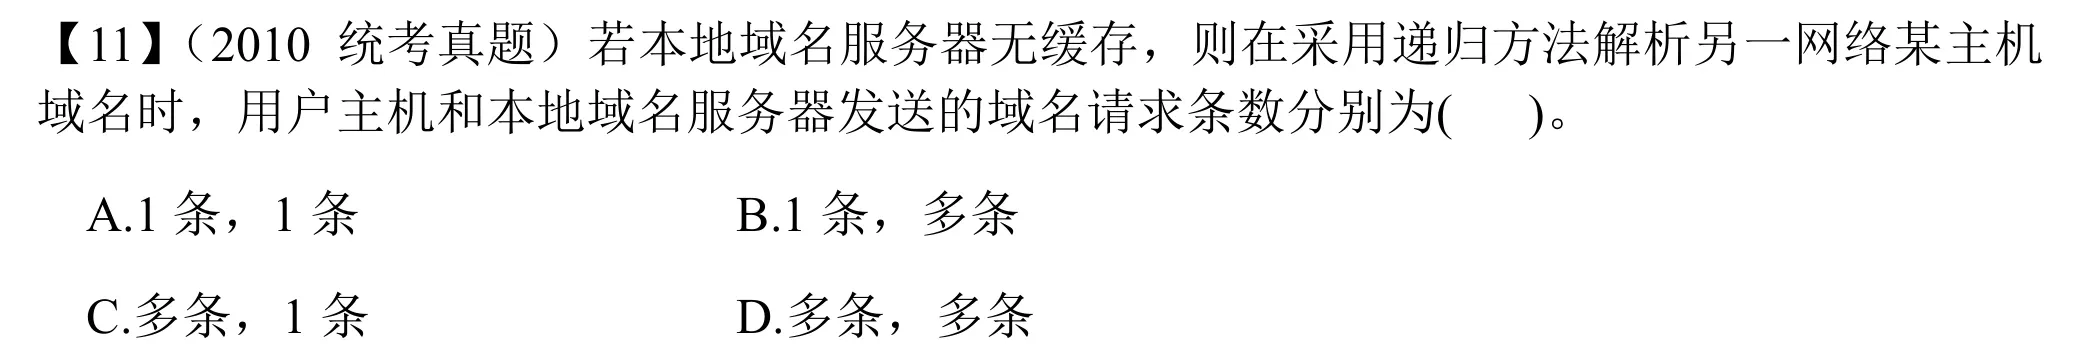 【11】（2010 统考真题）若本地域名服务器无缓存，则在采用递归方法解析另一网络某主机
域名时，用户主机和本地域名服务器发送的域名请求条数分别为(    )。
A.1 条，1 条    B.1 条，多条
C.多条，1 条    D.多条，多条